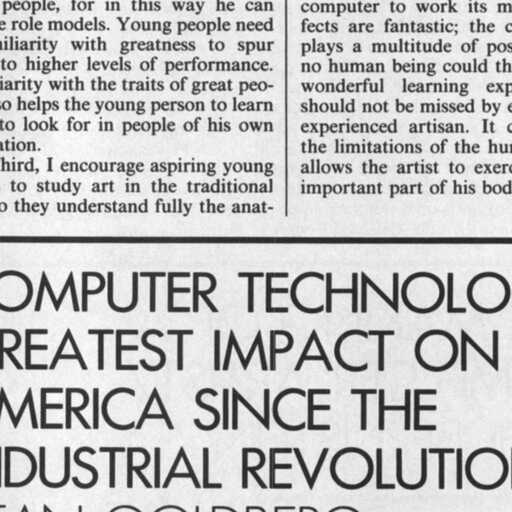 people, for in this way he can
e role models. Young people need
miliarity with greatness to spur
to higher levels of performance.
iarity with the traits of great peo-
so helps the young person to learn
to look for in people of his own
ation.
hird, I encourage aspiring young
to study art in the traditional
o they understand fully the anat-
computer to work its m
fects are fantastic; the c
plays a multitude of pos
no human being could th
wonderful learning exp
should not be missed by e
experienced artisan. It c
the limitations of the hu
allows the artist to exerc
important part of his bod
OMPUTER TECHNOLO
REATEST IMPACT ON
MERICA SINCE THE
NDUSTRIAL REVOLUTIO
EAN GOLDBERG